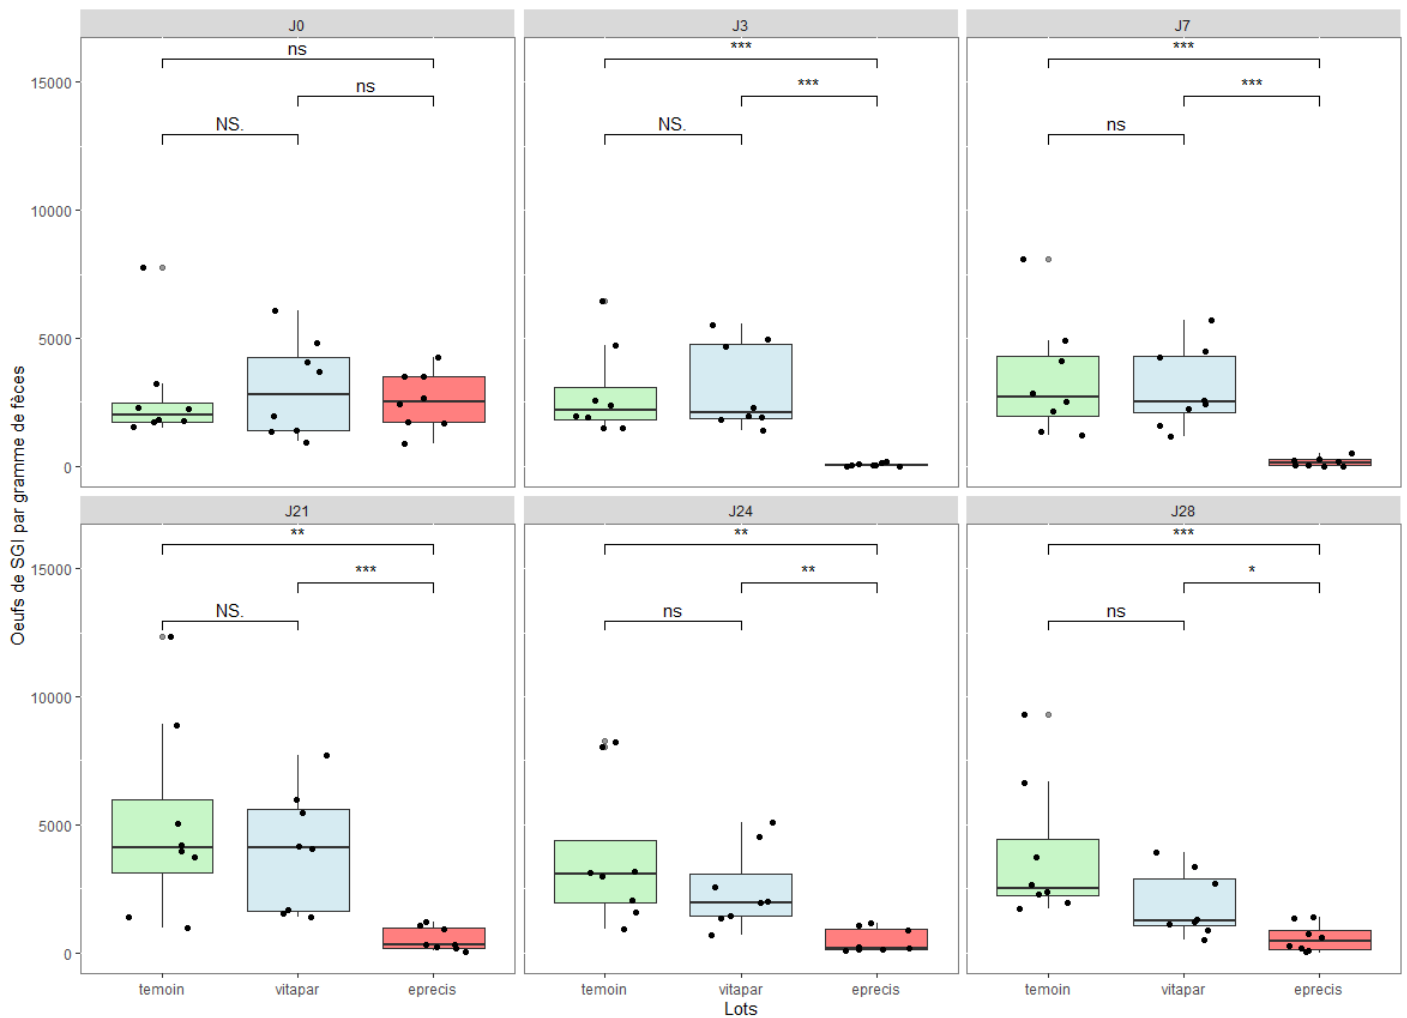 J0
J3
J7
ns
***
***
ns
***
***
NS.
NS.
ns
15000
10000
5000
0
J21
J24
J28
**
**
***
***
**
*
NS.
ns
ns
15000
10000
5000
0
Oeufs de SGI par gramme de fèces
temoin vitapar eprecis
temoin vitapar eprecis
temoin vitapar eprecis
Lots